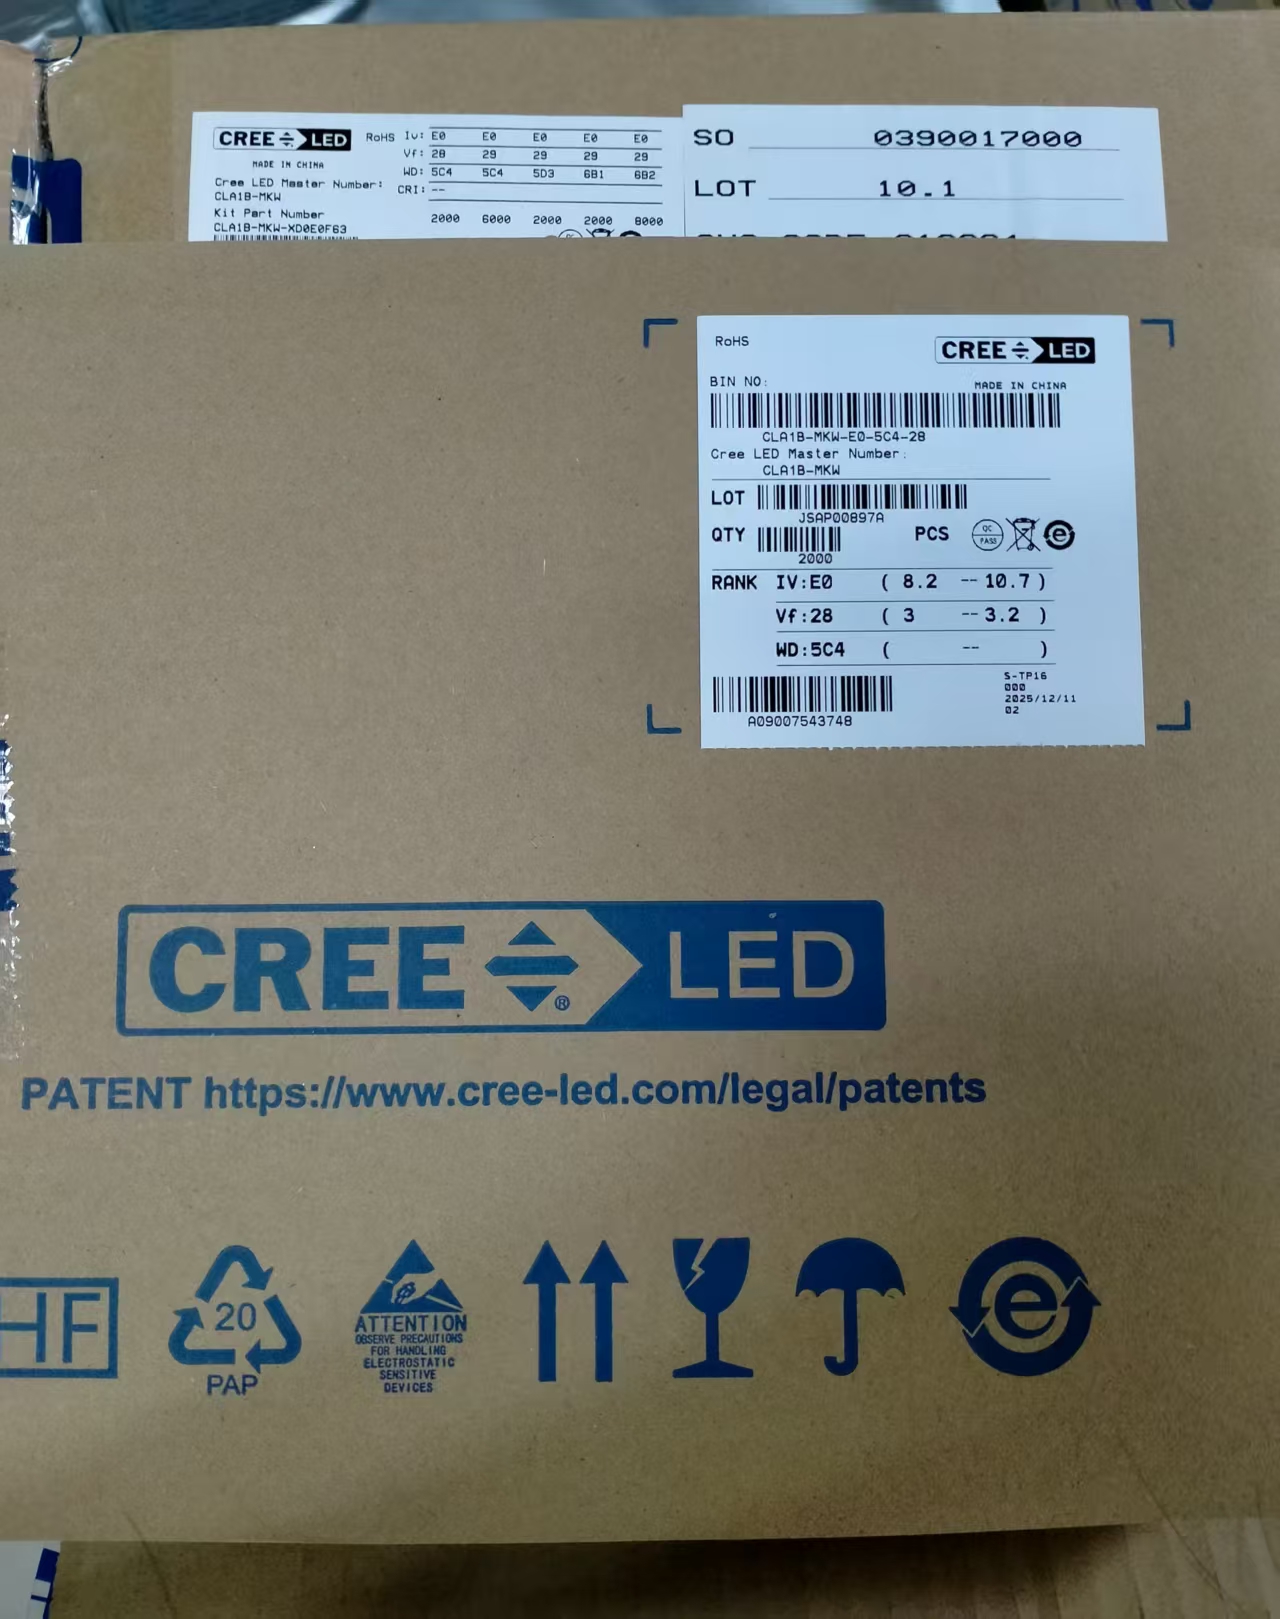 CREE LED
RoHS
MADE IN CHINA
Cree LED Master Number:
CLA1B-MKW
Kit Part Number
CLA1B-MKW-XD0E0F63
Iv: E0 E0 E0 E0 E0
Vf: 28 29 29 29 29
WD: 5C4 5C4 5D3 6B1 6B2
CRI: --
2000 6000 2000 2000 8000
SO 0390017000
LOT 10.1
RoHS
CREE LED
BIN NO:
MADE IN CHINA
CLA1B-MKW-E0-5C4-28
Cree LED Master Number:
CLA1B-MKW
LOT
JSAP00897A
QTY PCS
QC
PASS
2000
RANK IV:E0 ( 8.2 -- 10.7 )
Vf:28 ( 3 -- 3.2 )
WD:5C4 ( -- )
S-TP16
000
2025/12/11
02
A09007543748
CREE ® LED
PATENT https://www.cree-led.com/legal/patents
HF
20
PAP
ATTENTION
OBSERVE PRECAUTIONS
FOR HANDLING
ELECTROSTATIC
SENSITIVE
DEVICES
e